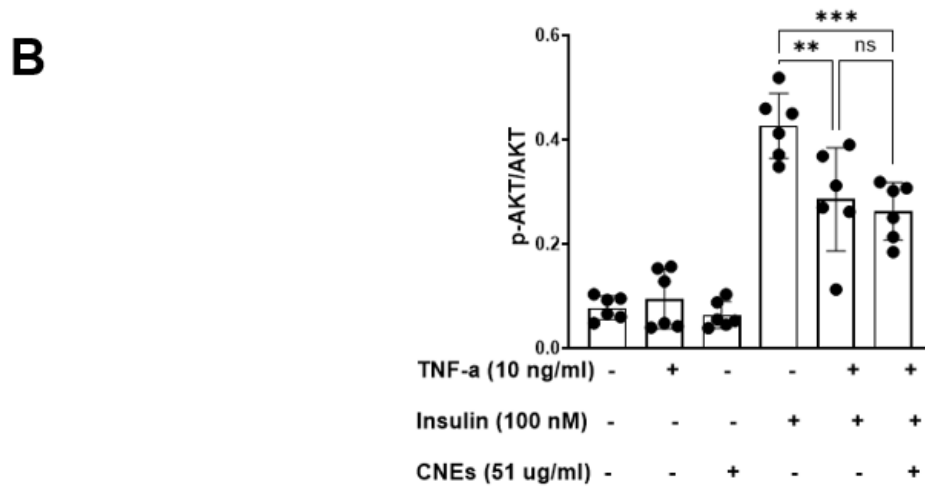 B
***
** ns
0.6
0.4
0.2
0.0
p-AKT/AKT
TNF-a (10 ng/ml) - + - - + +
Insulin (100 nM) - - - + + +
CNEs (51 ug/ml) - - + - - +